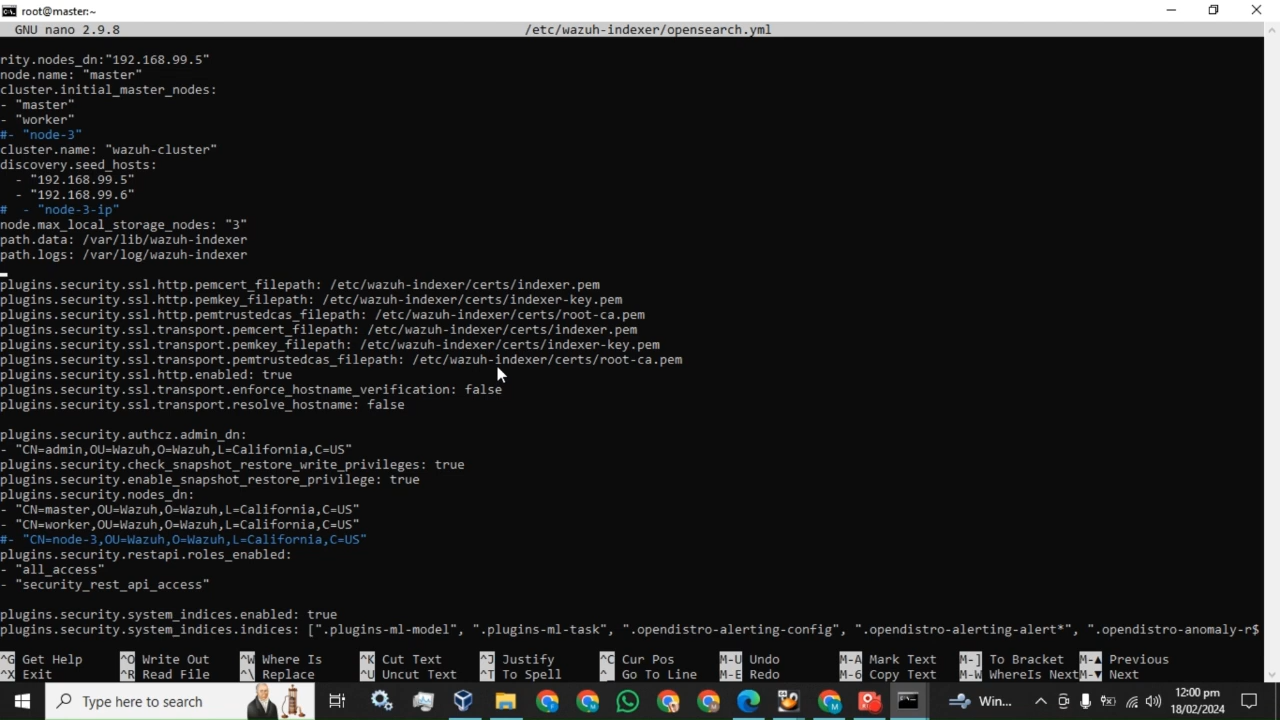 root@master:~
GNU nano 2.9.8 /etc/wazuh-indexer/opensearch.yml
rity.nodes_dn:"192.168.99.5"
node.name: "master"
cluster.initial_master_nodes:
- "master"
- "worker"
#- "node-3"
cluster.name: "wazuh-cluster"
discovery.seed_hosts:
  - "192.168.99.5"
  - "192.168.99.6"
#  - "node-3-ip"
node.max_local_storage_nodes: "3"
path.data: /var/lib/wazuh-indexer
path.logs: /var/log/wazuh-indexer
plugins.security.ssl.http.pemcert_filepath: /etc/wazuh-indexer/certs/indexer.pem
plugins.security.ssl.http.pemkey_filepath: /etc/wazuh-indexer/certs/indexer-key.pem
plugins.security.ssl.http.pemtrustedcas_filepath: /etc/wazuh-indexer/certs/root-ca.pem
plugins.security.ssl.transport.pemcert_filepath: /etc/wazuh-indexer/certs/indexer.pem
plugins.security.ssl.transport.pemkey_filepath: /etc/wazuh-indexer/certs/indexer-key.pem
plugins.security.ssl.transport.pemtrustedcas_filepath: /etc/wazuh-indexer/certs/root-ca.pem
plugins.security.ssl.http.enabled: true
plugins.security.ssl.transport.enforce_hostname_verification: false
plugins.security.ssl.transport.resolve_hostname: false
plugins.security.authcz.admin_dn:
- "CN=admin,OU=Wazuh,O=Wazuh,L=California,C=US"
plugins.security.check_snapshot_restore_write_privileges: true
plugins.security.enable_snapshot_restore_privilege: true
plugins.security.nodes_dn:
- "CN=master,OU=Wazuh,O=Wazuh,L=California,C=US"
- "CN=worker,OU=Wazuh,O=Wazuh,L=California,C=US"
#- "CN=node-3,OU=Wazuh,O=Wazuh,L=California,C=US"
plugins.security.restapi.roles_enabled:
- "all_access"
- "security_rest_api_access"
plugins.security.system_indices.enabled: true
plugins.security.system_indices.indices: [".plugins-ml-model", ".plugins-ml-task", ".opendistro-alerting-config", ".opendistro-alerting-alert*", ".opendistro-anomaly-r$
^G Get Help ^O Write Out ^W Where Is ^K Cut Text ^J Justify ^C Cur Pos M-U Undo M-A Mark Text M-] To Bracket M-▲ Previous
^X Exit ^R Read File ^\ Replace ^U Uncut Text ^T To Spell ^_ Go To Line M-E Redo M-6 Copy Text M-W WhereIs Next M-▼ Next
Type here to search
Win...
12:00 pm
18/02/2024